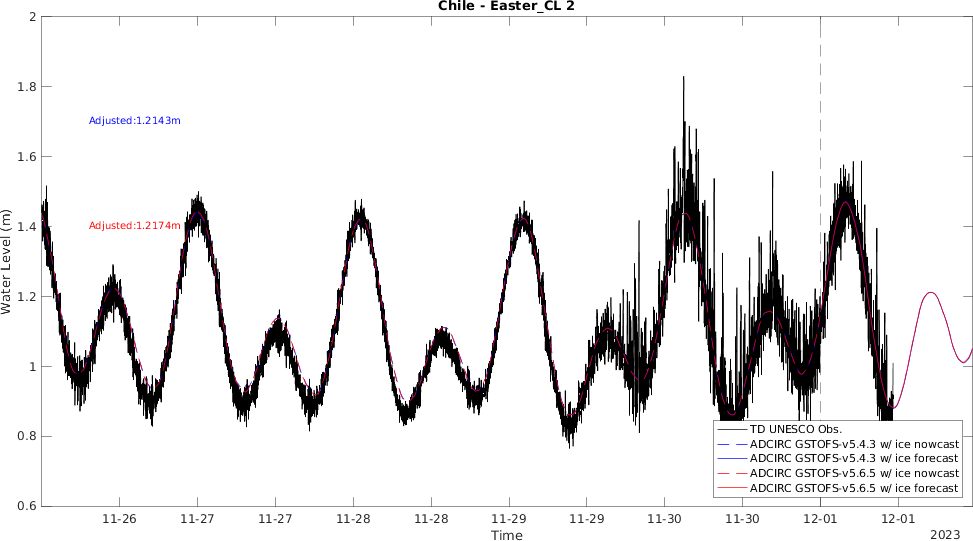 Chile - Easter_CL 2
2
1.8
1.6
1.4
1.2
1
0.8
0.6
Water Level (m)
Adjusted:1.2143m
Adjusted:1.2174m
TD UNESCO Obs.
ADCIRC GSTOFS-v5.4.3 w/ ice nowcast
ADCIRC GSTOFS-v5.4.3 w/ ice forecast
ADCIRC GSTOFS-v5.6.5 w/ ice nowcast
ADCIRC GSTOFS-v5.6.5 w/ ice forecast
11-26 11-27 11-27 11-28 11-28 11-29 11-29 11-30 11-30 12-01 12-01
Time
2023